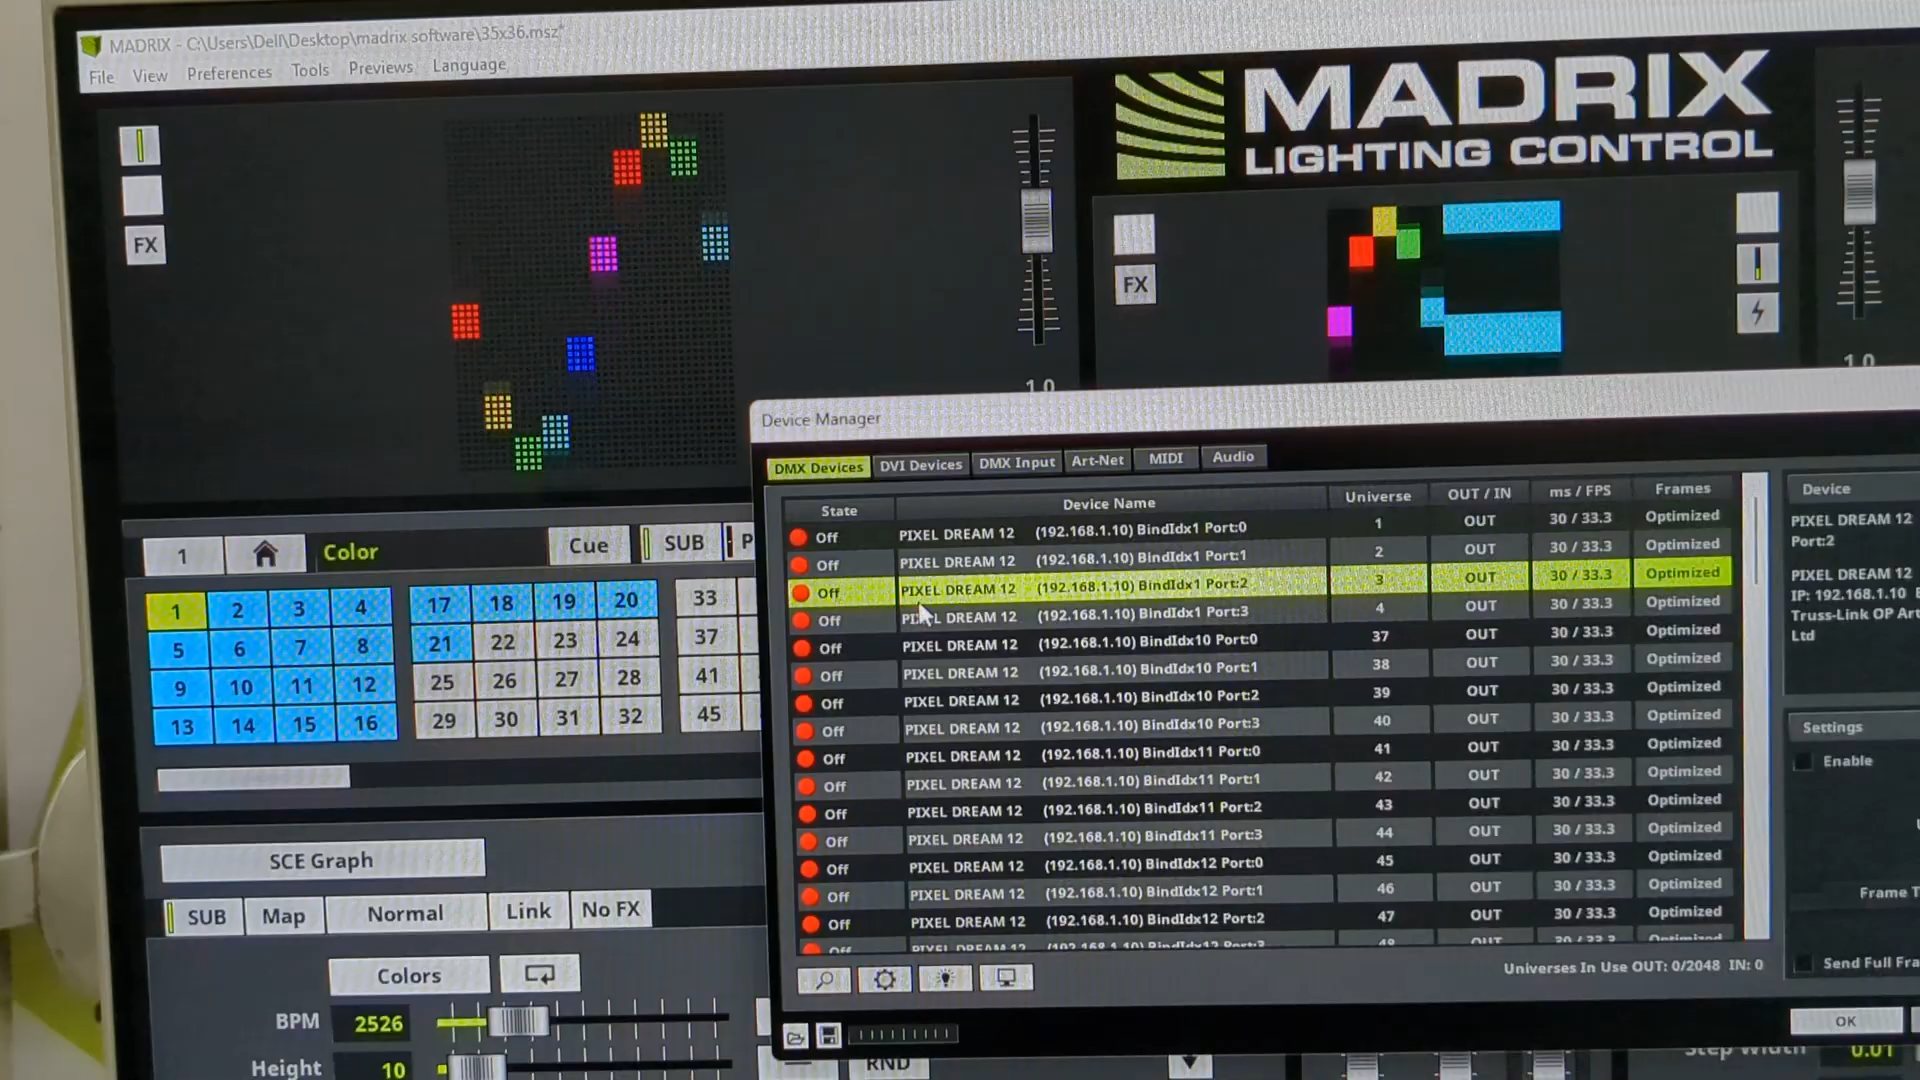 MADRIX - C:\Users\Dell\Desktop\madrix software\35x36.msz*
File View Preferences Tools Previews Language
MADRIX
LIGHTING CONTROL
FX
FX
1.0
1.0
Device Manager
DMX Devices DVI Devices DMX Input Art-Net MIDI Audio
State Device Name Universe OUT / IN ms / FPS Frames
Off PIXEL DREAM 12 (192.168.1.10) BindIdx1 Port:0 1 OUT 30 / 33.3 Optimized
Off PIXEL DREAM 12 (192.168.1.10) BindIdx1 Port:1 2 OUT 30 / 33.3 Optimized
Off PIXEL DREAM 12 (192.168.1.10) BindIdx1 Port:2 3 OUT 30 / 33.3 Optimized
Off PIXEL DREAM 12 (192.168.1.10) BindIdx1 Port:3 4 OUT 30 / 33.3 Optimized
Off PIXEL DREAM 12 (192.168.1.10) BindIdx10 Port:0 37 OUT 30 / 33.3 Optimized
Off PIXEL DREAM 12 (192.168.1.10) BindIdx10 Port:1 38 OUT 30 / 33.3 Optimized
Off PIXEL DREAM 12 (192.168.1.10) BindIdx10 Port:2 39 OUT 30 / 33.3 Optimized
Off PIXEL DREAM 12 (192.168.1.10) BindIdx10 Port:3 40 OUT 30 / 33.3 Optimized
Off PIXEL DREAM 12 (192.168.1.10) BindIdx11 Port:0 41 OUT 30 / 33.3 Optimized
Off PIXEL DREAM 12 (192.168.1.10) BindIdx11 Port:1 42 OUT 30 / 33.3 Optimized
Off PIXEL DREAM 12 (192.168.1.10) BindIdx11 Port:2 43 OUT 30 / 33.3 Optimized
Off PIXEL DREAM 12 (192.168.1.10) BindIdx11 Port:3 44 OUT 30 / 33.3 Optimized
Off PIXEL DREAM 12 (192.168.1.10) BindIdx12 Port:0 45 OUT 30 / 33.3 Optimized
Off PIXEL DREAM 12 (192.168.1.10) BindIdx12 Port:1 46 OUT 30 / 33.3 Optimized
Off PIXEL DREAM 12 (192.168.1.10) BindIdx12 Port:2 47 OUT 30 / 33.3 Optimized
Universes In Use OUT: 0/2048 IN: 0
Device
PIXEL DREAM 12
Port:2
PIXEL DREAM 12
IP: 192.168.1.10
Truss-Link OP Art
Ltd
Settings
Enable
Frame T
Send Full Fra
OK
1 Color Cue SUB P
1 2 3 4 17 18 19 20 33
5 6 7 8 21 22 23 24 37
9 10 11 12 25 26 27 28 41
13 14 15 16 29 30 31 32 45
SCE Graph
SUB Map Normal Link No FX
Colors
BPM 2526
Height 10
RND
Step Width 0.01